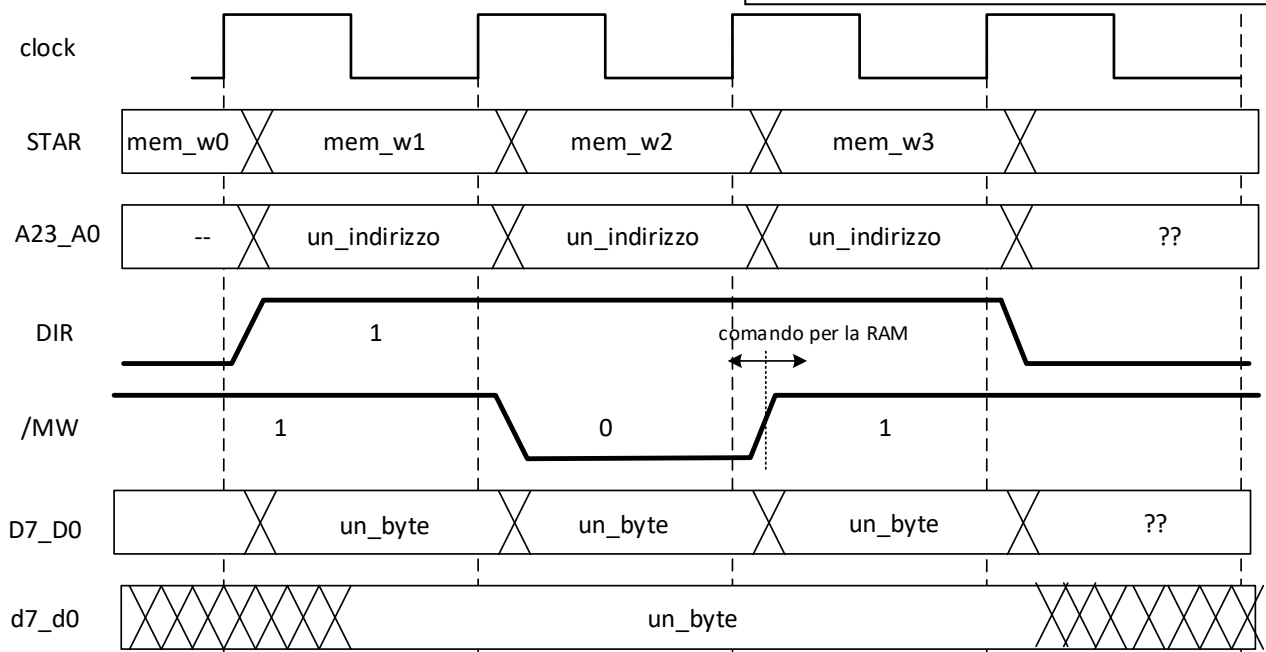 clock
STAR mem_w0 mem_w1 mem_w2 mem_w3
A23_A0 -- un_indirizzo un_indirizzo un_indirizzo ??
DIR 1 comando per la RAM
/MW 1 0 1
D7_D0 un_byte un_byte un_byte ??
d7_d0 un_byte